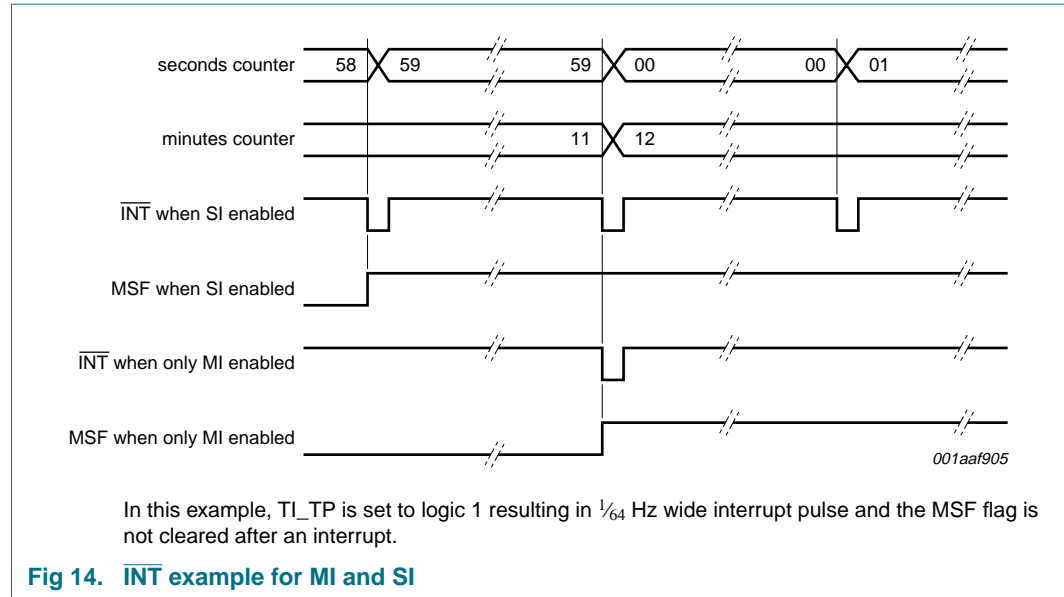 seconds counter 58 59 59 00 00 01
minutes counter 11 12
INT when SI enabled
MSF when SI enabled
INT when only MI enabled
MSF when only MI enabled
001aaf905
In this example, TI_TP is set to logic 1 resulting in 1⁄64 Hz wide interrupt pulse and the MSF flag is
not cleared after an interrupt.
Fig 14. INT example for MI and SI